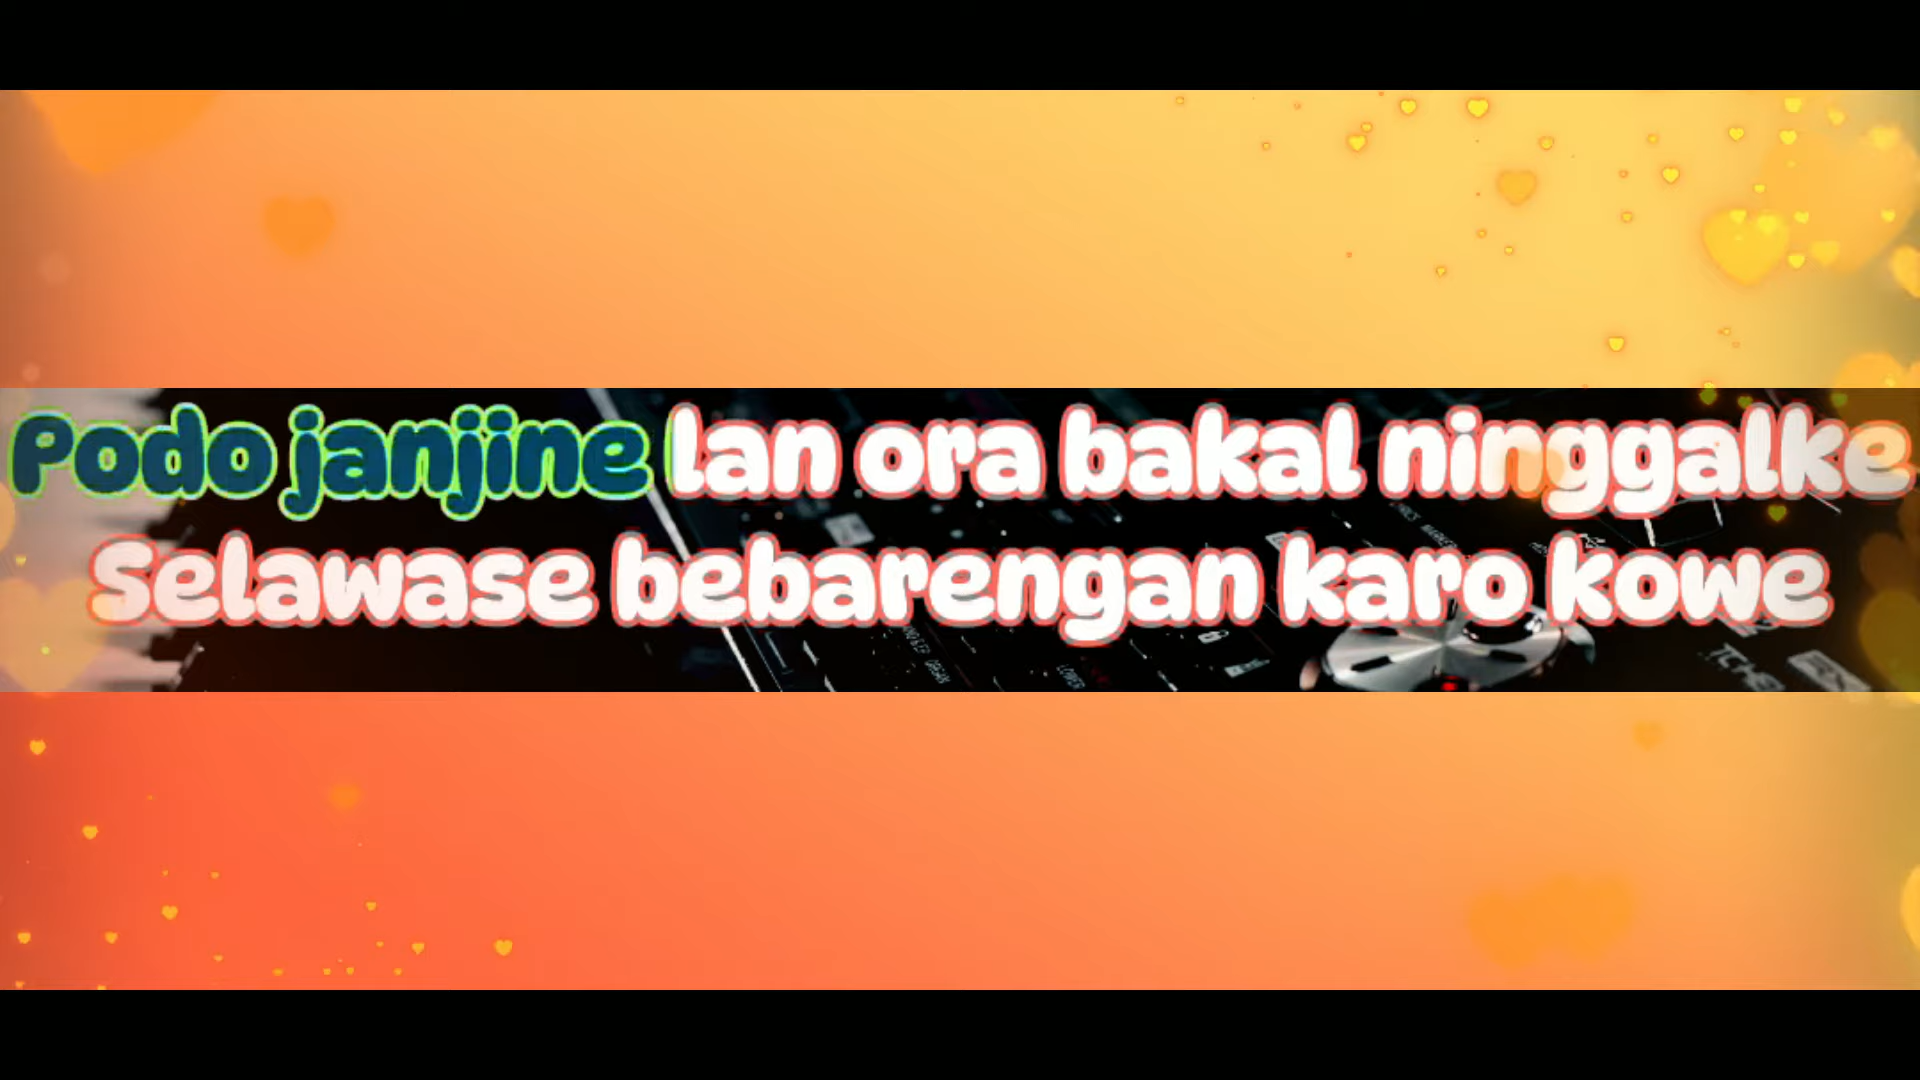 Podo janjine lan ora bakal ninggalke
Selawase bebarengan karo kowe